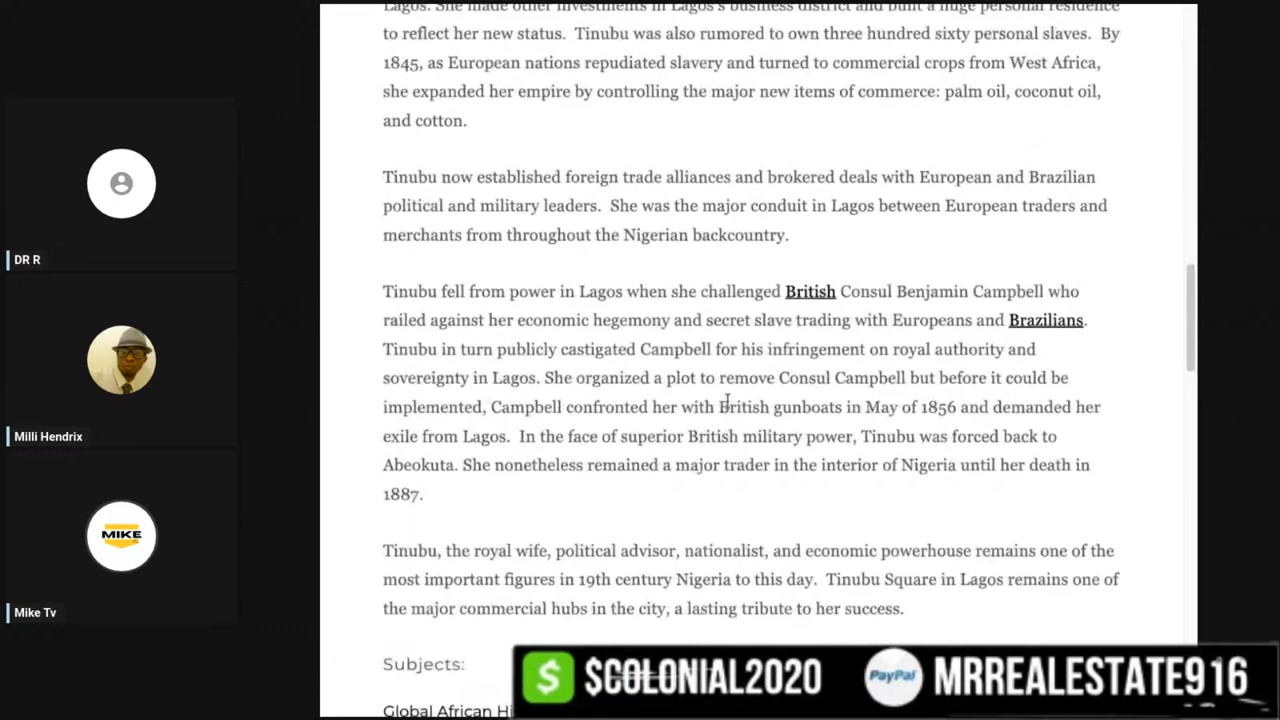 Lagos. She made other investments in Lagos's business district and built a huge personal residence
to reflect her new status. Tinubu was also rumored to own three hundred sixty personal slaves. By
1845, as European nations repudiated slavery and turned to commercial crops from West Africa,
she expanded her empire by controlling the major new items of commerce: palm oil, coconut oil,
and cotton.
Tinubu now established foreign trade alliances and brokered deals with European and Brazilian
political and military leaders. She was the major conduit in Lagos between European traders and
merchants from throughout the Nigerian backcountry.
Tinubu fell from power in Lagos when she challenged British Consul Benjamin Campbell who
railed against her economic hegemony and secret slave trading with Europeans and Brazilians.
Tinubu in turn publicly castigated Campbell for his infringement on royal authority and
sovereignty in Lagos. She organized a plot to remove Consul Campbell but before it could be
implemented, Campbell confronted her with British gunboats in May of 1856 and demanded her
exile from Lagos. In the face of superior British military power, Tinubu was forced back to
Abeokuta. She nonetheless remained a major trader in the interior of Nigeria until her death in
1887.
Tinubu, the royal wife, political advisor, nationalist, and economic powerhouse remains one of the
most important figures in 19th century Nigeria to this day. Tinubu Square in Lagos remains one of
the major commercial hubs in the city, a lasting tribute to her success.
Subjects:
Global African Hi
DR R
Milli Hendrix
MIKE
Mike Tv
$ $COLONIAL2020 PayPal MRREALESTATE916